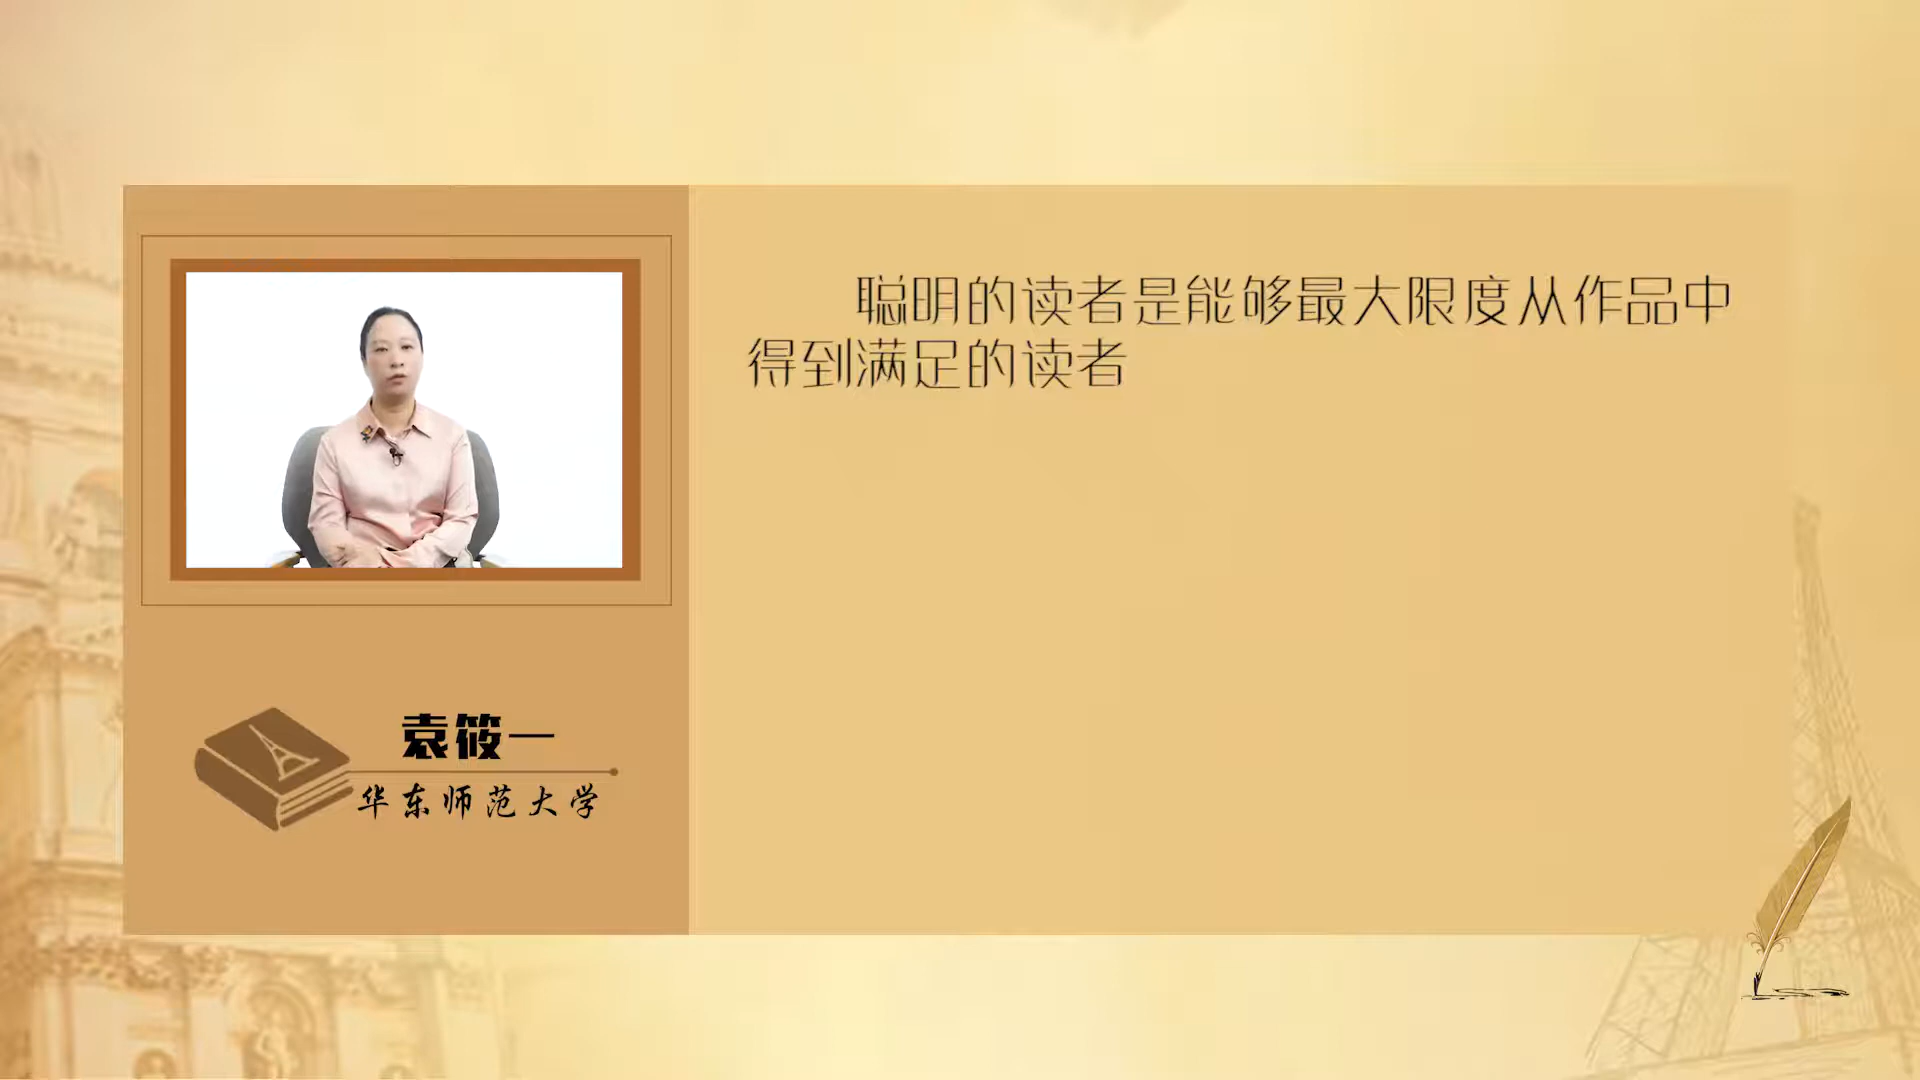 聪明的读者是能够最大限度从作品中
得到满足的读者
袁筱一
华东师范大学